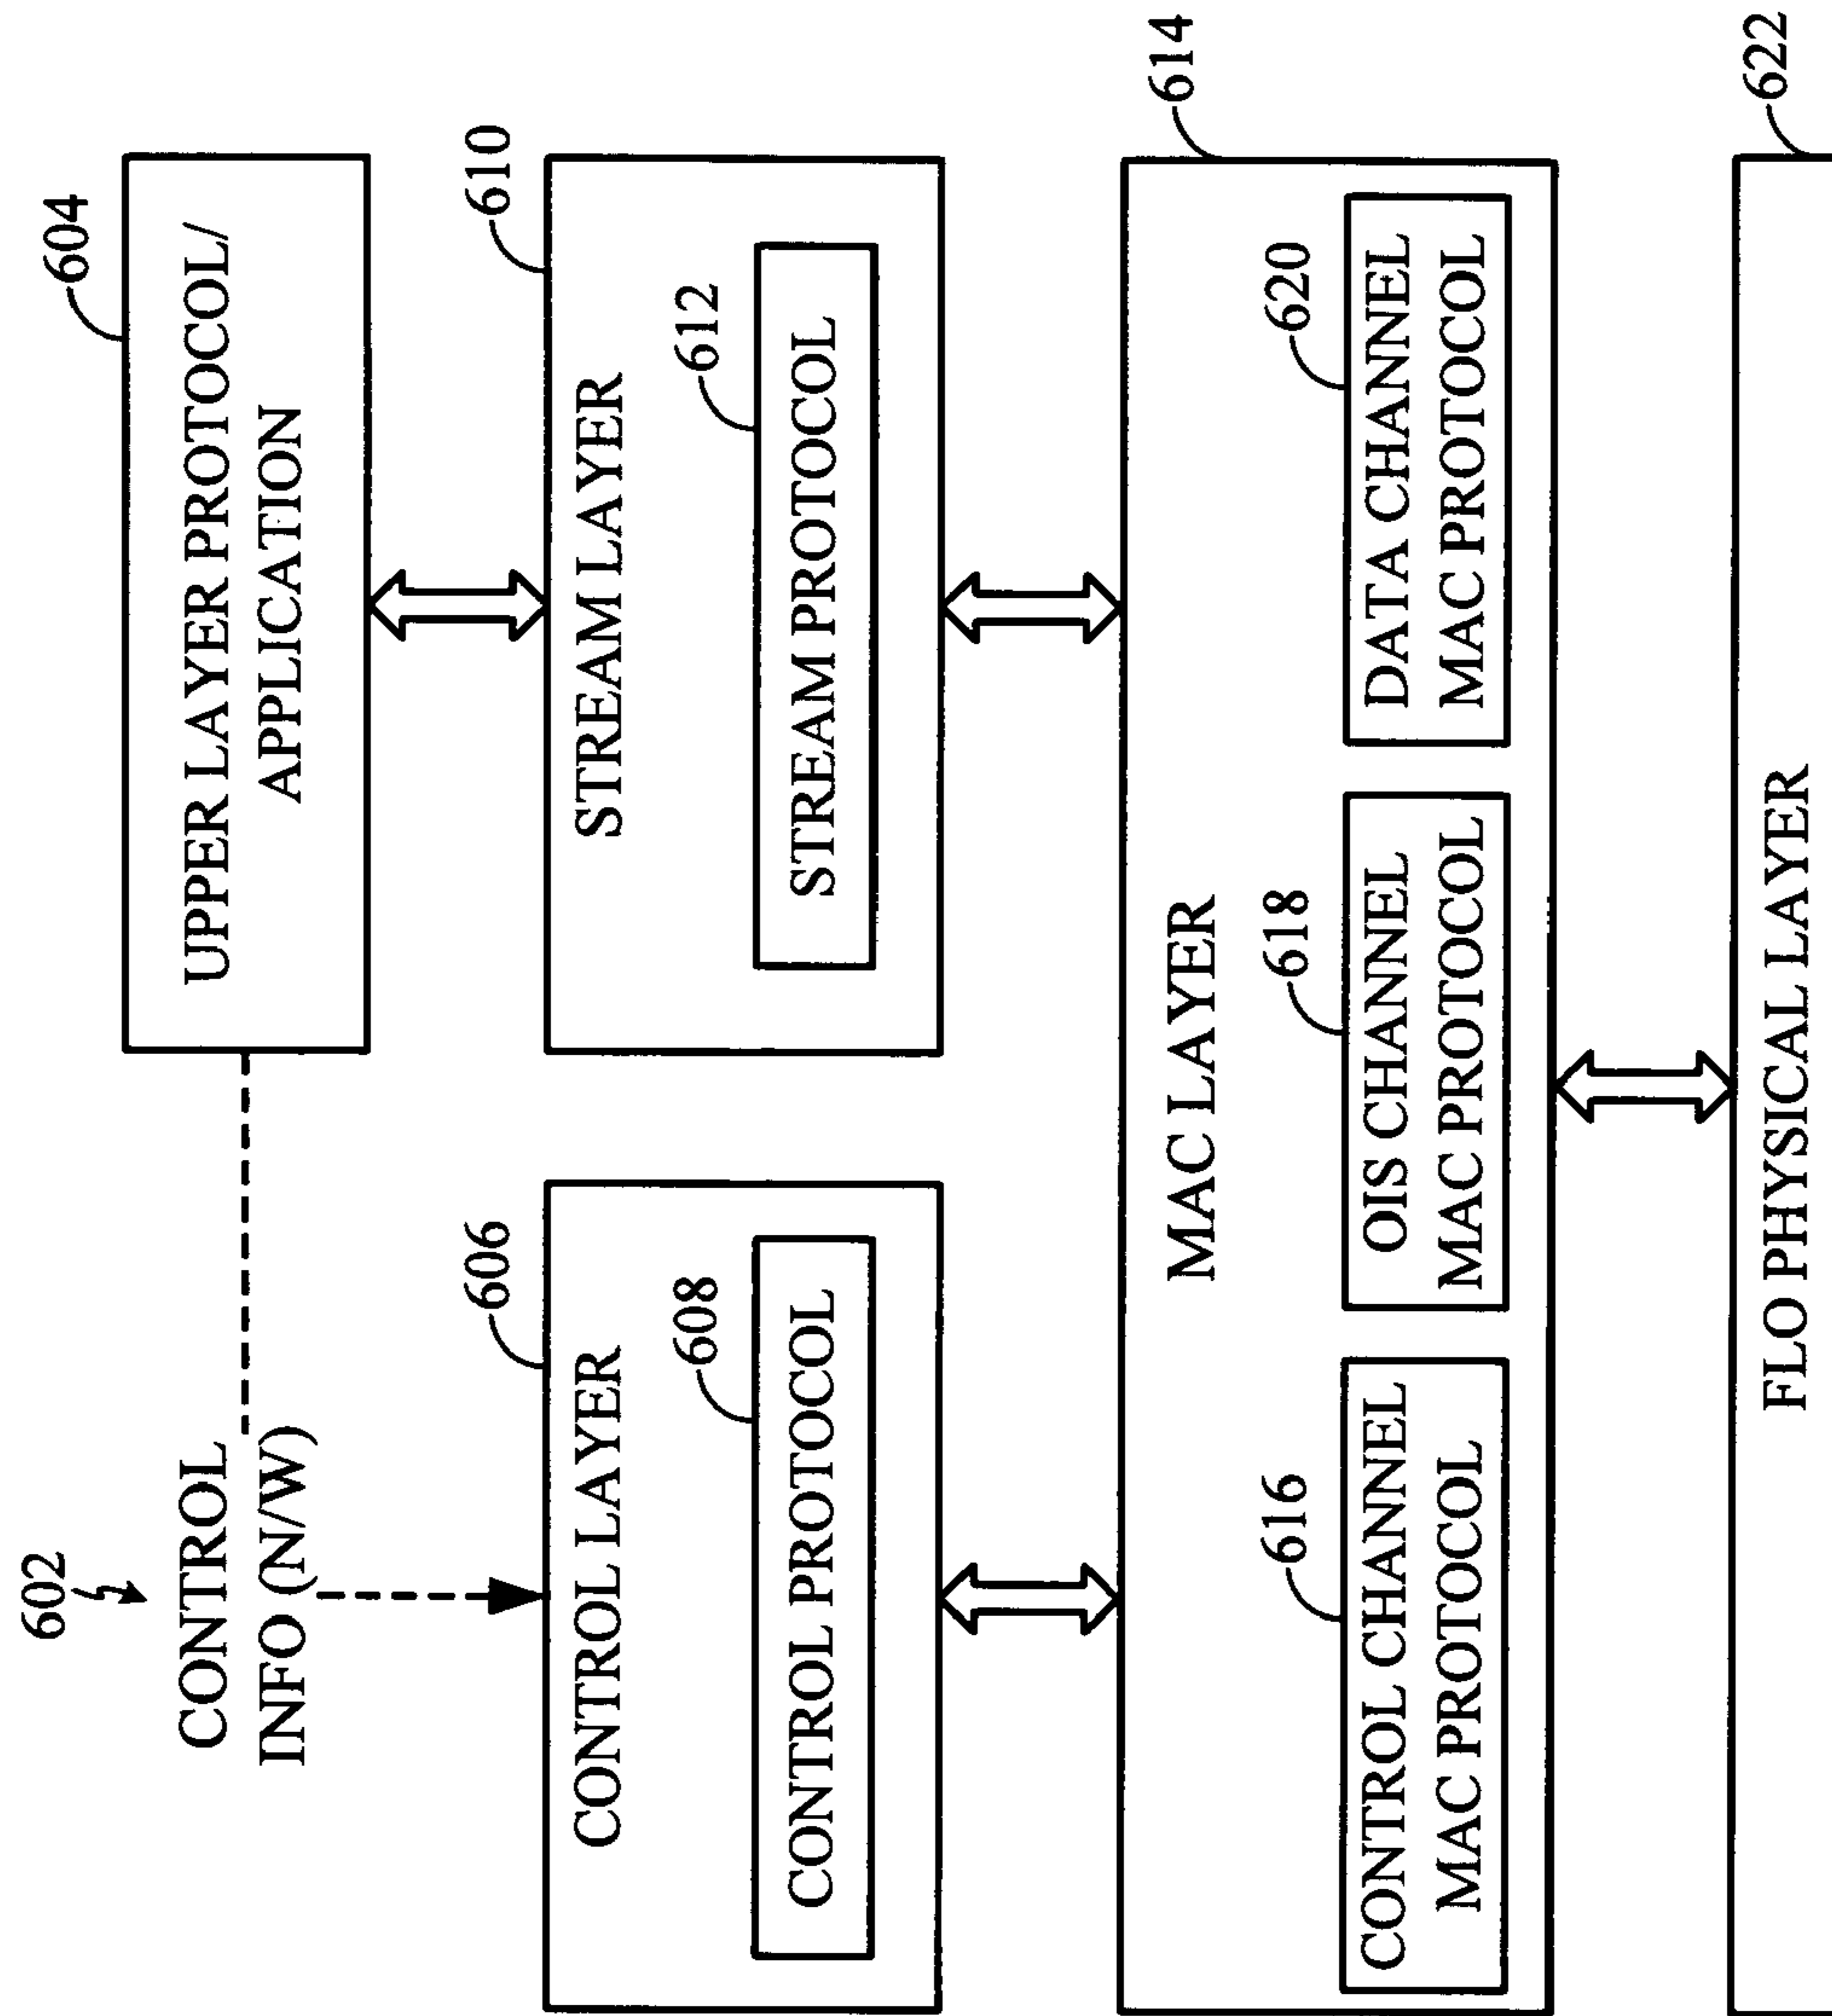 602
CONTROL
INFO (N/W)
604
UPPER LAYER PROTOCOL/
APPLICATION
606
CONTROL LAYER
608
CONTROL PROTOCOL
610
STREAM LAYER
612
STREAM PROTOCOL
614
MAC LAYER
616
CONTROL CHANNEL
MAC PROTOCOL
618
OIS CHANNEL
MAC PROTOCOL
620
DATA CHANNEL
MAC PROTOCOL
622
FLO PHYSICAL LAYER